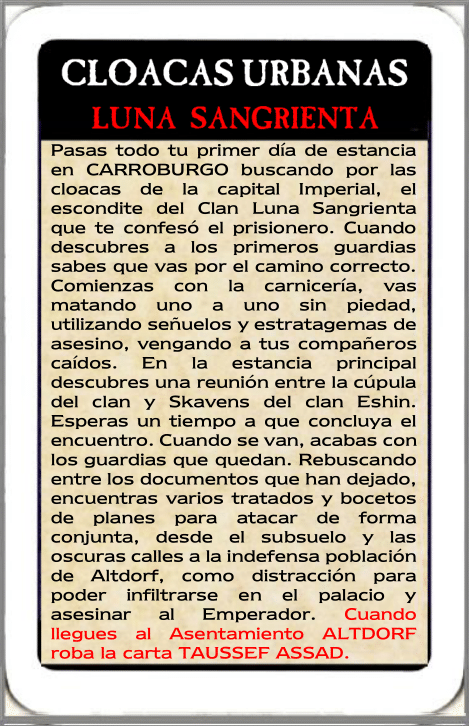 CLOACAS URBANAS
LUNA SANGRIENTA
Pasas todo tu primer día de estancia
en CARROBURGO buscando por las
cloacas de la capital Imperial, el
escondite del Clan Luna Sangrienta
que te confesó el prisionero. Cuando
descubres a los primeros guardias
sabes que vas por el camino correcto.
Comienzas con la carnicería, vas
matando uno a uno sin piedad,
utilizando señuelos y estratagemas de
asesino, vengando a tus compañeros
caídos. En la estancia principal
descubres una reunión entre la cúpula
del clan y Skavens del clan Eshin.
Esperas un tiempo a que concluya el
encuentro. Cuando se van, acabas con
los guardias que quedan. Rebuscando
entre los documentos que han dejado,
encuentras varios tratados y bocetos
de planes para atacar de forma
conjunta, desde el subsuelo y las
oscuras calles a la indefensa población
de Altdorf, como distracción para
poder infiltrarse en el palacio y
asesinar al Emperador. Cuando
llegues al Asentamiento ALTDORF
roba la carta TAUSSEF ASSAD.